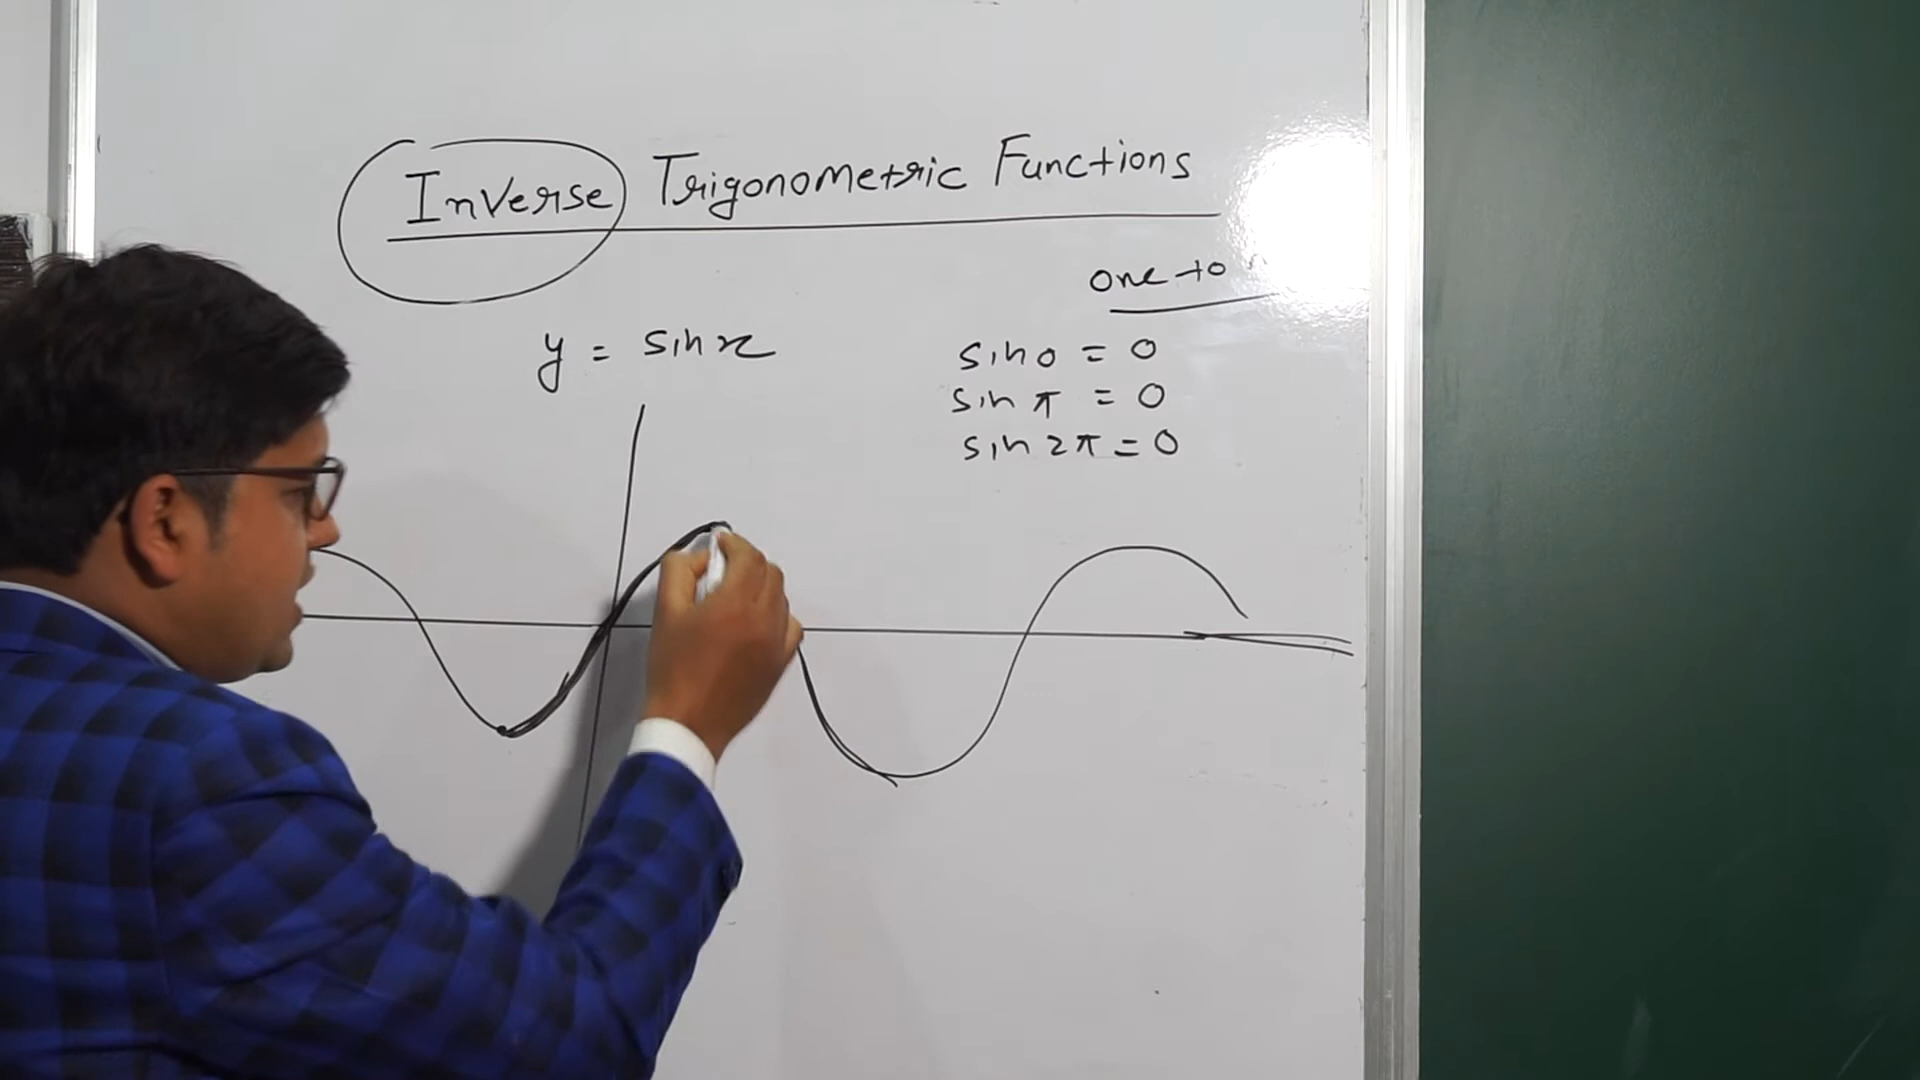 Inverse Trigonometric Functions
one to
y = sin x
sin 0 = 0
sin π = 0
sin 2π = 0